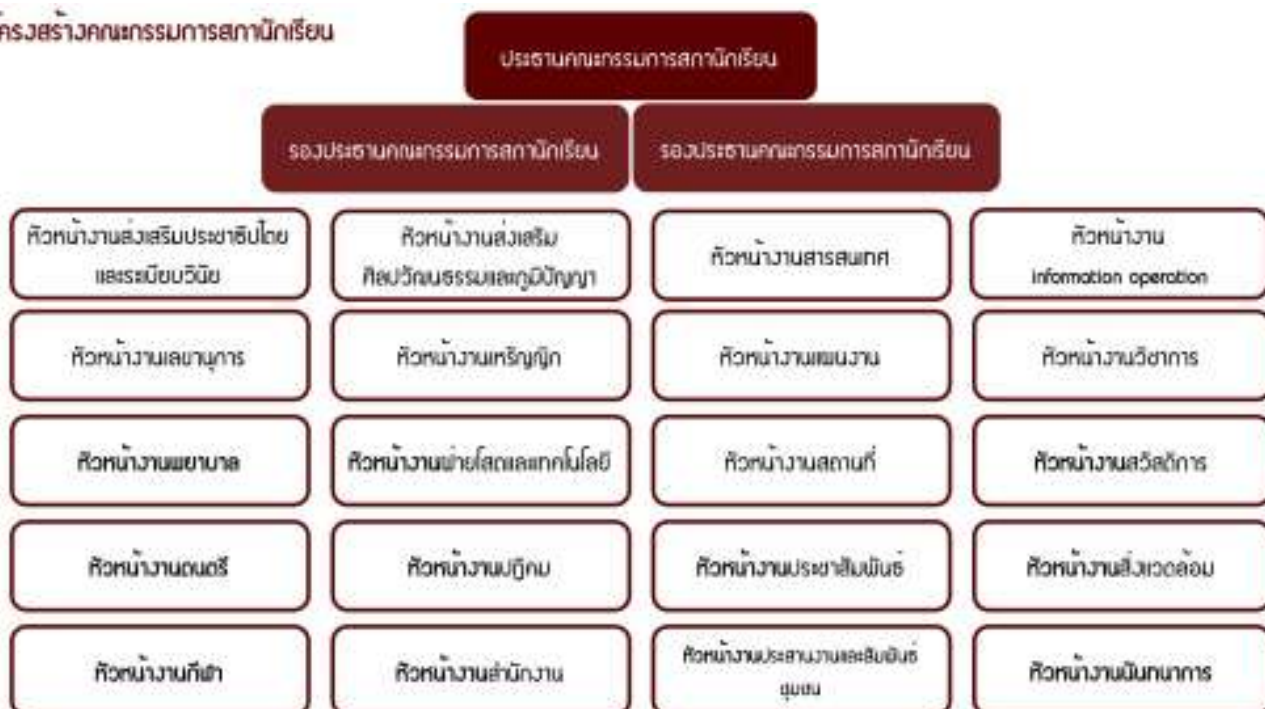 โครงสร้างคณะกรรมการสภานักเรียน
ประธานคณะกรรมการสภานักเรียน
รองประธานคณะกรรมการสภานักเรียน
รองประธานคณะกรรมการสภานักเรียน
หัวหน้างานส่งเสริมประชาธิปไตย
และระเบียบวินัย
หัวหน้างานส่งเสริม
ศิลปวัฒนธรรมและภูมิปัญญา
หัวหน้างานสารสนเทศ
หัวหน้างาน
information operation
หัวหน้างานเลขานุการ
หัวหน้างานเหรัญญิก
หัวหน้างานแผนงาน
หัวหน้างานวิชาการ
หัวหน้างานพยาบาล
หัวหน้างานฝ่ายโสตและเทคโนโลยี
หัวหน้างานสถานที่
หัวหน้างานสวัสดิการ
หัวหน้างานดนตรี
หัวหน้างานปฏิคม
หัวหน้างานประชาสัมพันธ์
หัวหน้างานสิ่งแวดล้อม
หัวหน้างานกีฬา
หัวหน้างานสำนักงาน
หัวหน้างานประสานงานและสัมพันธ์
ชุมชน
หัวหน้างานนันทนาการ